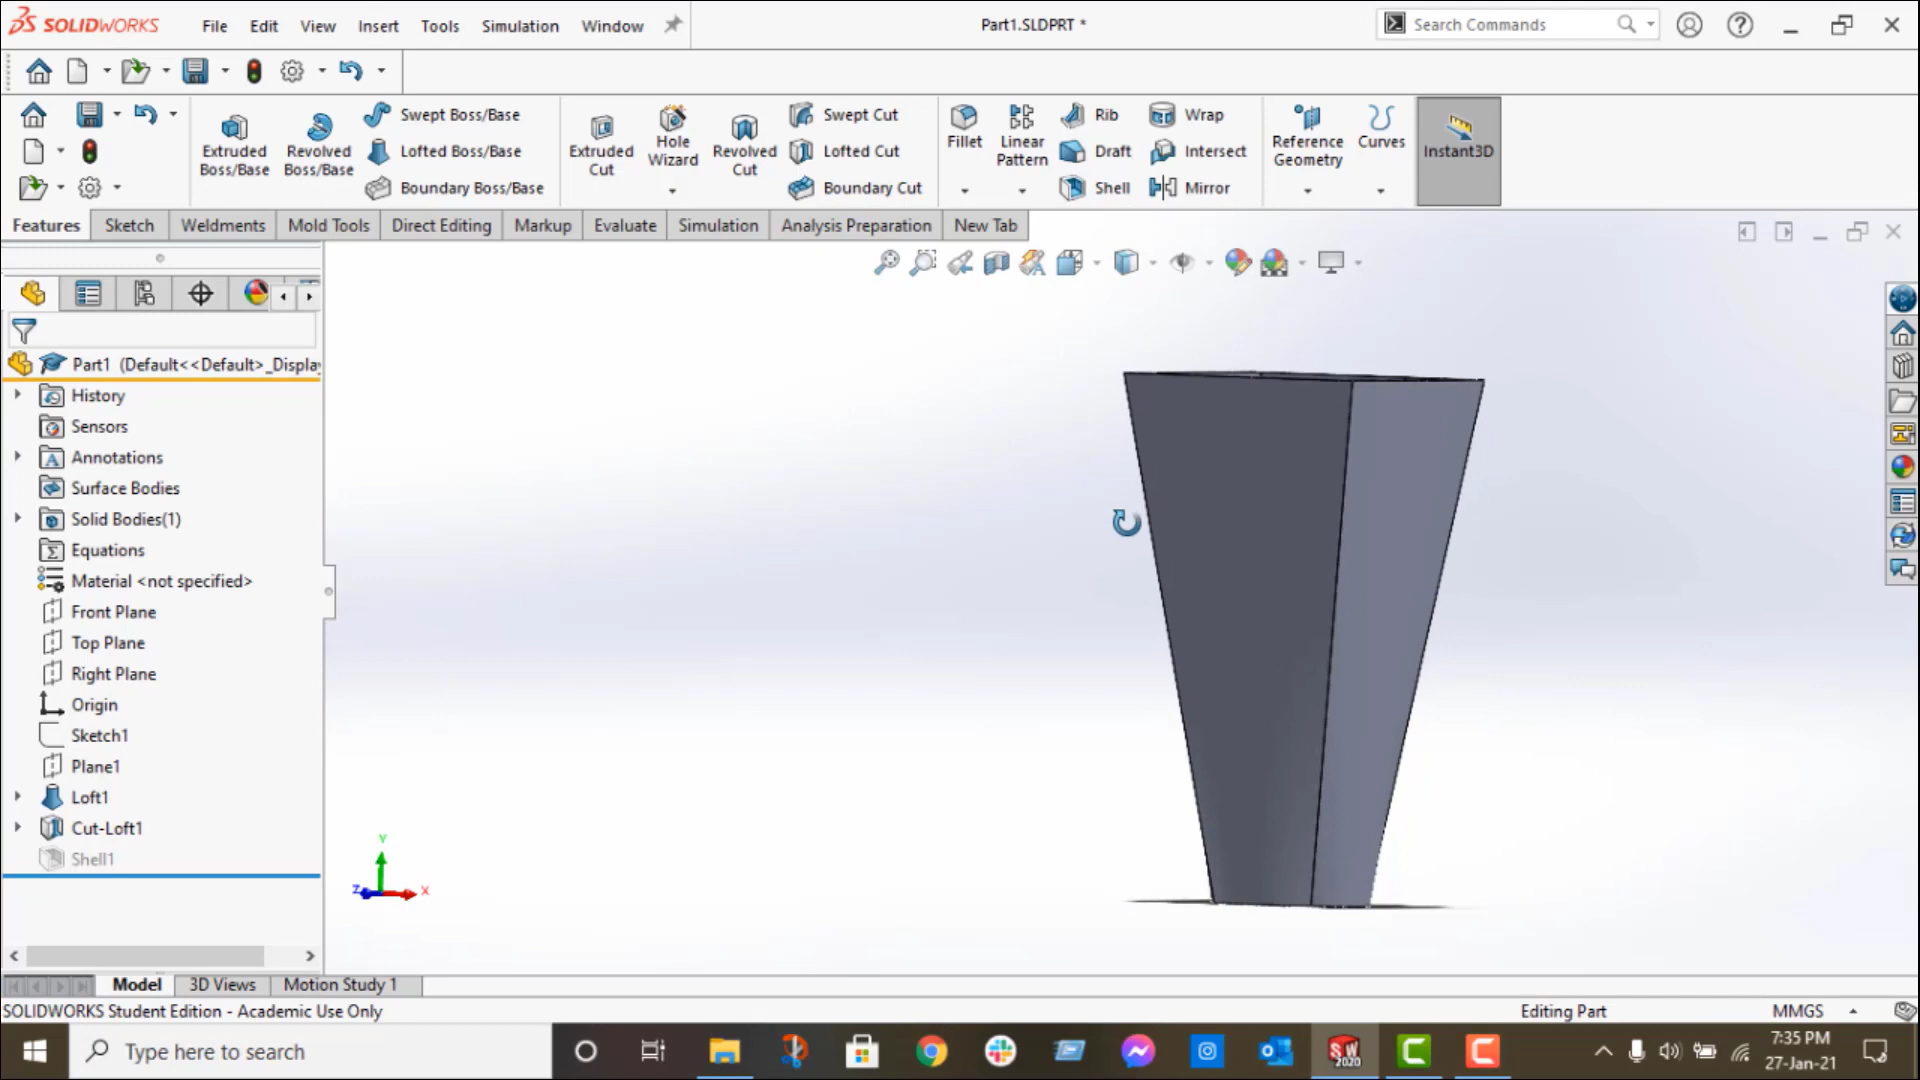 SOLIDWORKS File Edit View Insert Tools Simulation Window Part1.SLDPRT * Search Commands
Extruded Boss/Base
Revolved Boss/Base
Swept Boss/Base
Lofted Boss/Base
Boundary Boss/Base
Extruded Cut
Hole Wizard
Revolved Cut
Swept Cut
Lofted Cut
Boundary Cut
Fillet
Linear Pattern
Rib
Draft
Shell
Wrap
Intersect
Mirror
Reference Geometry
Curves
Instant3D
Features Sketch Weldments Mold Tools Direct Editing Markup Evaluate Simulation Analysis Preparation New Tab
Part1 (Default<<Default>_Displa
History
Sensors
Annotations
Surface Bodies
Solid Bodies(1)
Equations
Material <not specified>
Front Plane
Top Plane
Right Plane
Origin
Sketch1
Plane1
Loft1
Cut-Loft1
Shell1
Y
Z
X
Model 3D Views Motion Study 1
SOLIDWORKS Student Edition - Academic Use Only Editing Part MMGS
Type here to search
SW
2020
7:35 PM
27-Jan-21